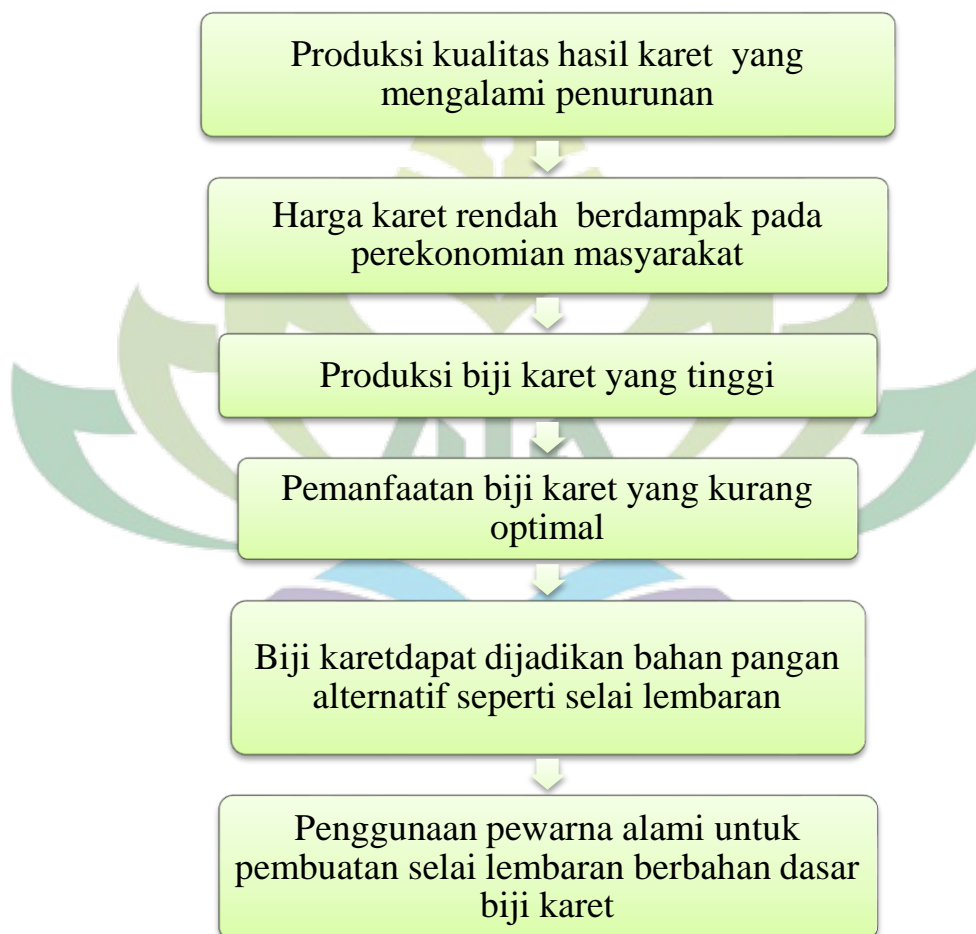 Produksi kualitas hasil karet yang
mengalami penurunan
Harga karet rendah berdampak pada
perekonomian masyarakat
Produksi biji karet yang tinggi
Pemanfaatan biji karet yang kurang
optimal
Biji karetdapat dijadikan bahan pangan
alternatif seperti selai lembaran
Penggunaan pewarna alami untuk
pembuatan selai lembaran berbahan dasar
biji karet